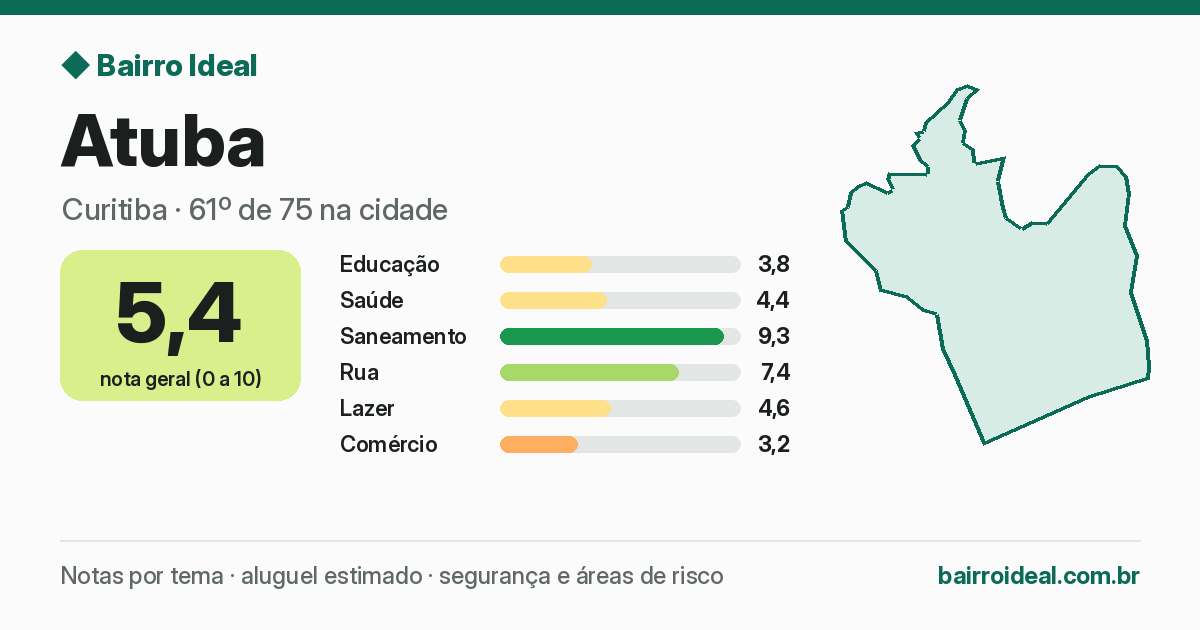 Bairro Ideal
Atuba
Curitiba · 61º de 75 na cidade
5,4
nota geral (0 a 10)
Educação 3,8
Saúde 4,4
Saneamento 9,3
Rua 7,4
Lazer 4,6
Comércio 3,2
Notas por tema · aluguel estimado · segurança e áreas de risco
bairroideal.com.br